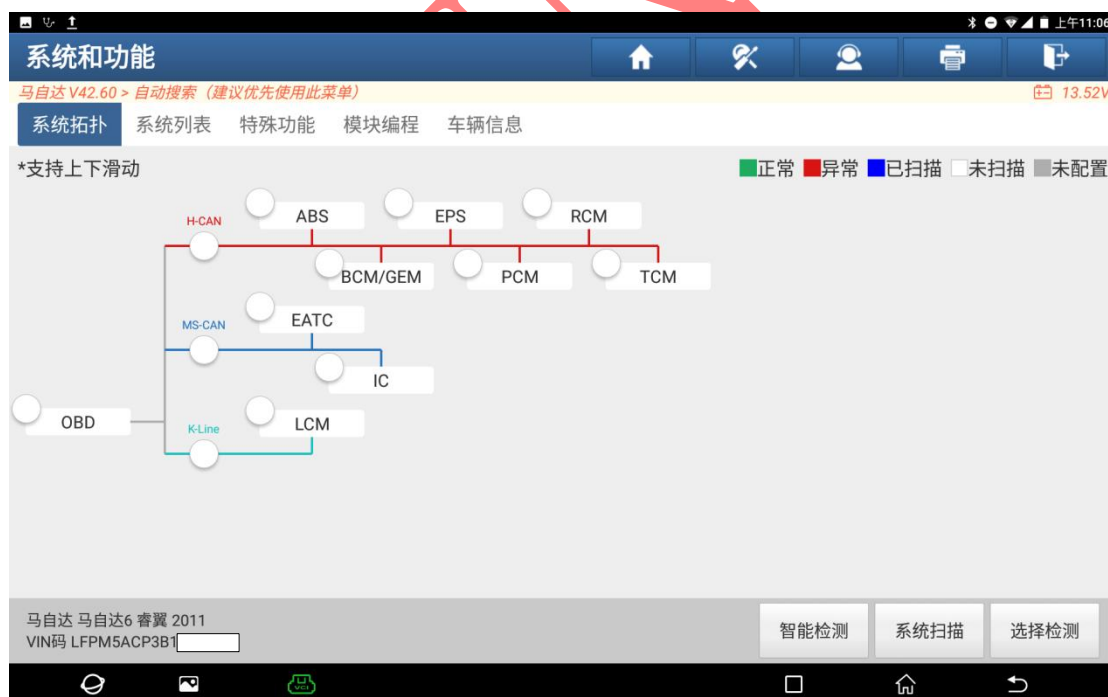 上午11:06
系统和功能
马自达 V42.60 > 自动搜索（建议优先使用此菜单） 13.52V
系统拓扑 系统列表 特殊功能 模块编程 车辆信息
*支持上下滑动 正常 异常 已扫描 未扫描 未配置
ABS EPS RCM
H-CAN
BCM/GEM PCM TCM
EATC
MS-CAN
IC
OBD K-Line LCM
马自达 马自达6 睿翼 2011
VIN码 LFPM5ACP3B1
智能检测 系统扫描 选择检测
VCI